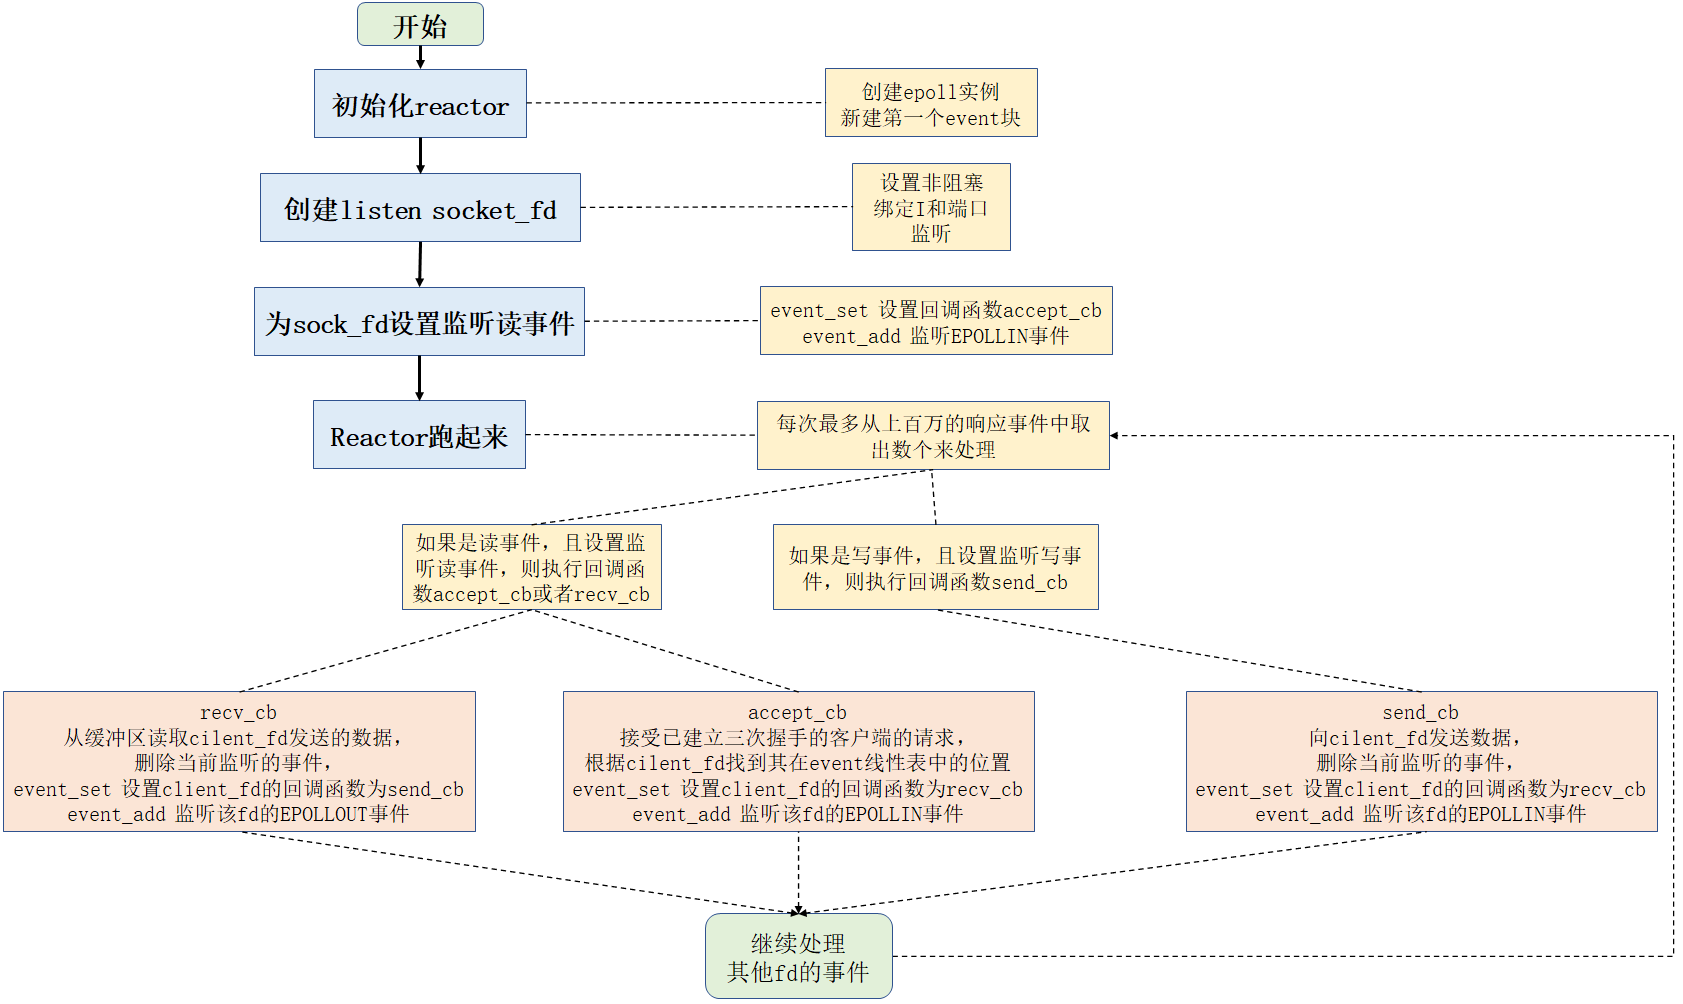 开始
初始化reactor
创建epoll实例
新建第一个event块
创建listen socket_fd
设置非阻塞
绑定I和端口
监听
为sock_fd设置监听读事件
event_set 设置回调函数accept_cb
event_add 监听EPOLLIN事件
Reactor跑起来
每次最多从上百万的响应事件中取
出数个来处理
如果是读事件，且设置监
听读事件，则执行回调函
数accept_cb或者recv_cb
如果是写事件，且设置监听写事
件，则执行回调函数send_cb
recv_cb
从缓冲区读取cilent_fd发送的数据，
删除当前监听的事件，
event_set 设置client_fd的回调函数为send_cb
event_add 监听该fd的EPOLLOUT事件
accept_cb
接受已建立三次握手的客户端的请求，
根据cilent_fd找到其在event线性表中的位置
event_set 设置client_fd的回调函数为recv_cb
event_add 监听该fd的EPOLLIN事件
send_cb
向cilent_fd发送数据，
删除当前监听的事件，
event_set 设置client_fd的回调函数为recv_cb
event_add 监听该fd的EPOLLIN事件
继续处理
其他fd的事件